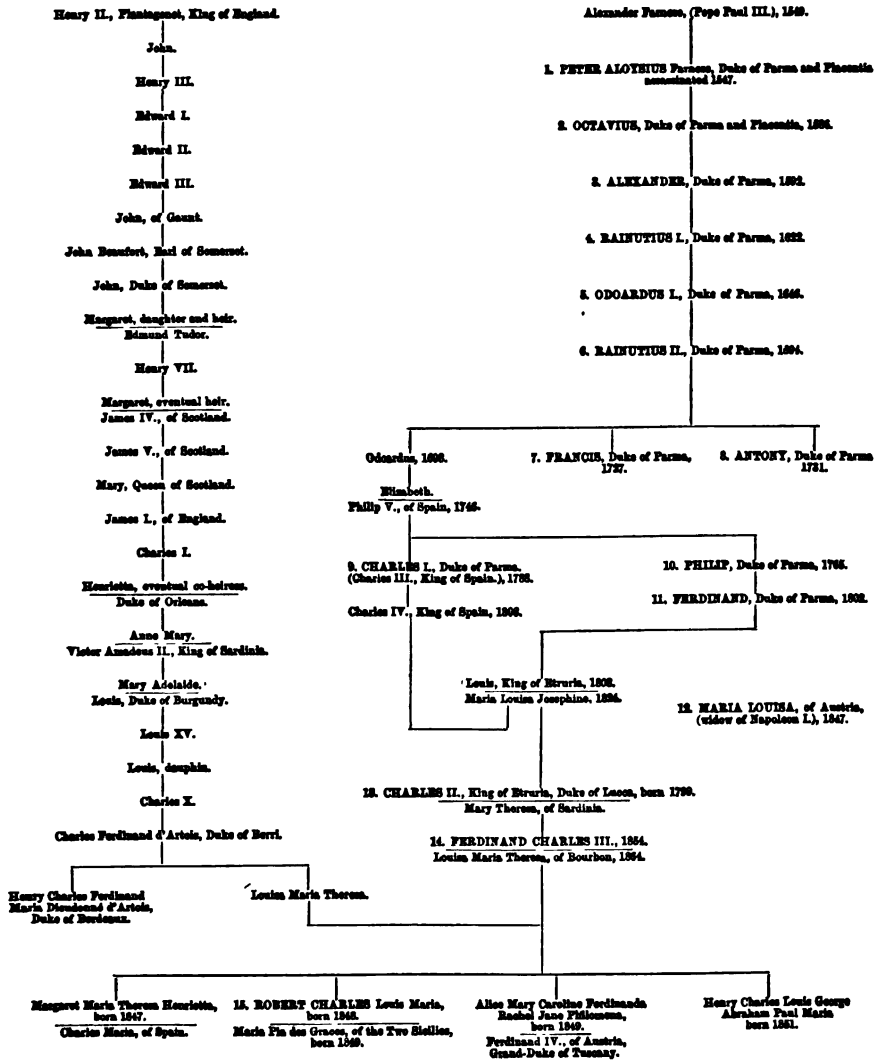 Henry II., Plantagenet, King of England.
John.
Henry III.
Edward I.
Edward II.
Edward III.
John, of Gaunt.
John Beaufort, Earl of Somerset.
John, Duke of Somerset.
Margaret, daughter and heir.
Edmund Tudor.
Henry VII.
Margaret, eventual heir.
James IV., of Scotland.
James V., of Scotland.
Mary, Queen of Scotland.
James I., of England.
Charles I.
Henrietta, eventual co-heiress.
Duke of Orleans.
Anne Mary.
Victor Amadeus II., King of Sardinia.
Mary Adelaide.
Louis, Duke of Burgundy.
Louis XV.
Louis, dauphin.
Charles X.
Charles Ferdinand d'Artois, Duke of Berri.
Henry Charles Ferdinand
Maria Dieudonné d'Artois,
Duke of Bordeaux.
Louisa Maria Theresa.
Alexander Farnese, (Pope Paul III.), 1549.
1. PETER ALOYSIUS Farnese, Duke of Parma and Placentia
assassinated 1547.
2. OCTAVIUS, Duke of Parma and Placentia, 1586.
3. ALEXANDER, Duke of Parma, 1592.
4. RAINUTIUS I., Duke of Parma, 1622.
5. ODOARDUS I., Duke of Parma, 1646.
6. RAINUTIUS II., Duke of Parma, 1694.
Odoardus, 1693.
7. FRANCIS, Duke of Parma,
1727.
8. ANTONY, Duke of Parma
1731.
Elizabeth.
Philip V., of Spain, 1746.
9. CHARLES I., Duke of Parma.
(Charles III., King of Spain.), 1788.
10. PHILIP, Duke of Parma, 1765.
11. FERDINAND, Duke of Parma, 1802.
Charles IV., King of Spain, 1808.
Louis, King of Etruria, 1803.
Maria Louisa Josephine, 1824.
12. MARIA LOUISA, of Austria,
(widow of Napoleon I.), 1847.
13. CHARLES II., King of Etruria, Duke of Lucca, born 1799.
Mary Theresa, of Sardinia.
14. FERDINAND CHARLES III., 1854.
Louisa Maria Theresa, of Bourbon, 1864.
Margaret Maria Theresa Henrietta,
born 1847.
Charles Maria, of Spain.
15. ROBERT CHARLES Louis Maria,
born 1848.
Maria Pia des Graces, of the Two Sicilies,
born 1849.
Alice Mary Caroline Ferdinanda
Rachel Jane Philomena,
born 1849.
Ferdinand IV., of Austria,
Grand-Duke of Tuscany.
Henry Charles Louis George
Abraham Paul Maria
born 1851.